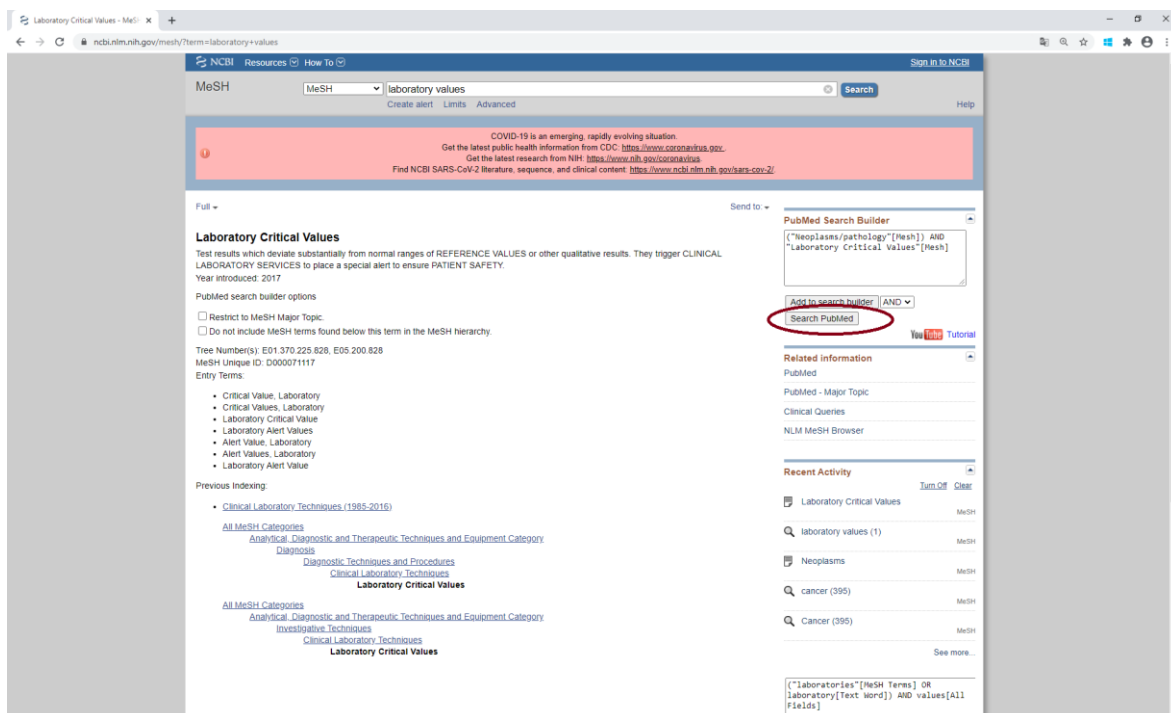 Laboratory Critical Values - MeSH
ncbi.nlm.nih.gov/mesh/?term=laboratory+values
NCBI Resources How To Sign in to NCBI
MeSH MeSH laboratory values Search
Create alert Limits Advanced Help
COVID-19 is an emerging, rapidly evolving situation.
Get the latest public health information from CDC: https://www.coronavirus.gov .
Get the latest research from NIH: https://www.nih.gov/coronavirus.
Find NCBI SARS-CoV-2 literature, sequence, and clinical content: https://www.ncbi.nlm.nih.gov/sars-cov-2/.
Full Send to:
Laboratory Critical Values
Test results which deviate substantially from normal ranges of REFERENCE VALUES or other qualitative results. They trigger CLINICAL
LABORATORY SERVICES to place a special alert to ensure PATIENT SAFETY.
Year introduced: 2017
PubMed search builder options
Restrict to MeSH Major Topic.
Do not include MeSH terms found below this term in the MeSH hierarchy.
Tree Number(s): E01.370.225.828, E05.200.828
MeSH Unique ID: D000071117
Entry Terms:
• Critical Value, Laboratory
• Critical Values, Laboratory
• Laboratory Critical Value
• Laboratory Alert Values
• Alert Value, Laboratory
• Alert Values, Laboratory
• Laboratory Alert Value
Previous Indexing:
• Clinical Laboratory Techniques (1985-2016)
All MeSH Categories
Analytical, Diagnostic and Therapeutic Techniques and Equipment Category
Diagnosis
Diagnostic Techniques and Procedures
Clinical Laboratory Techniques
Laboratory Critical Values
All MeSH Categories
Analytical, Diagnostic and Therapeutic Techniques and Equipment Category
Investigative Techniques
Clinical Laboratory Techniques
Laboratory Critical Values
PubMed Search Builder
("Neoplasms/pathology"[Mesh]) AND
"Laboratory Critical Values"[Mesh]
Add to search builder AND
Search PubMed
YouTube Tutorial
Related information
PubMed
PubMed - Major Topic
Clinical Queries
NLM MeSH Browser
Recent Activity
Turn Off Clear
Laboratory Critical Values
MeSH
laboratory values (1)
MeSH
Neoplasms
MeSH
cancer (395)
MeSH
Cancer (395)
MeSH
See more...
("laboratories"[MeSH Terms] OR
laboratory[Text Word]) AND values[All
Fields]